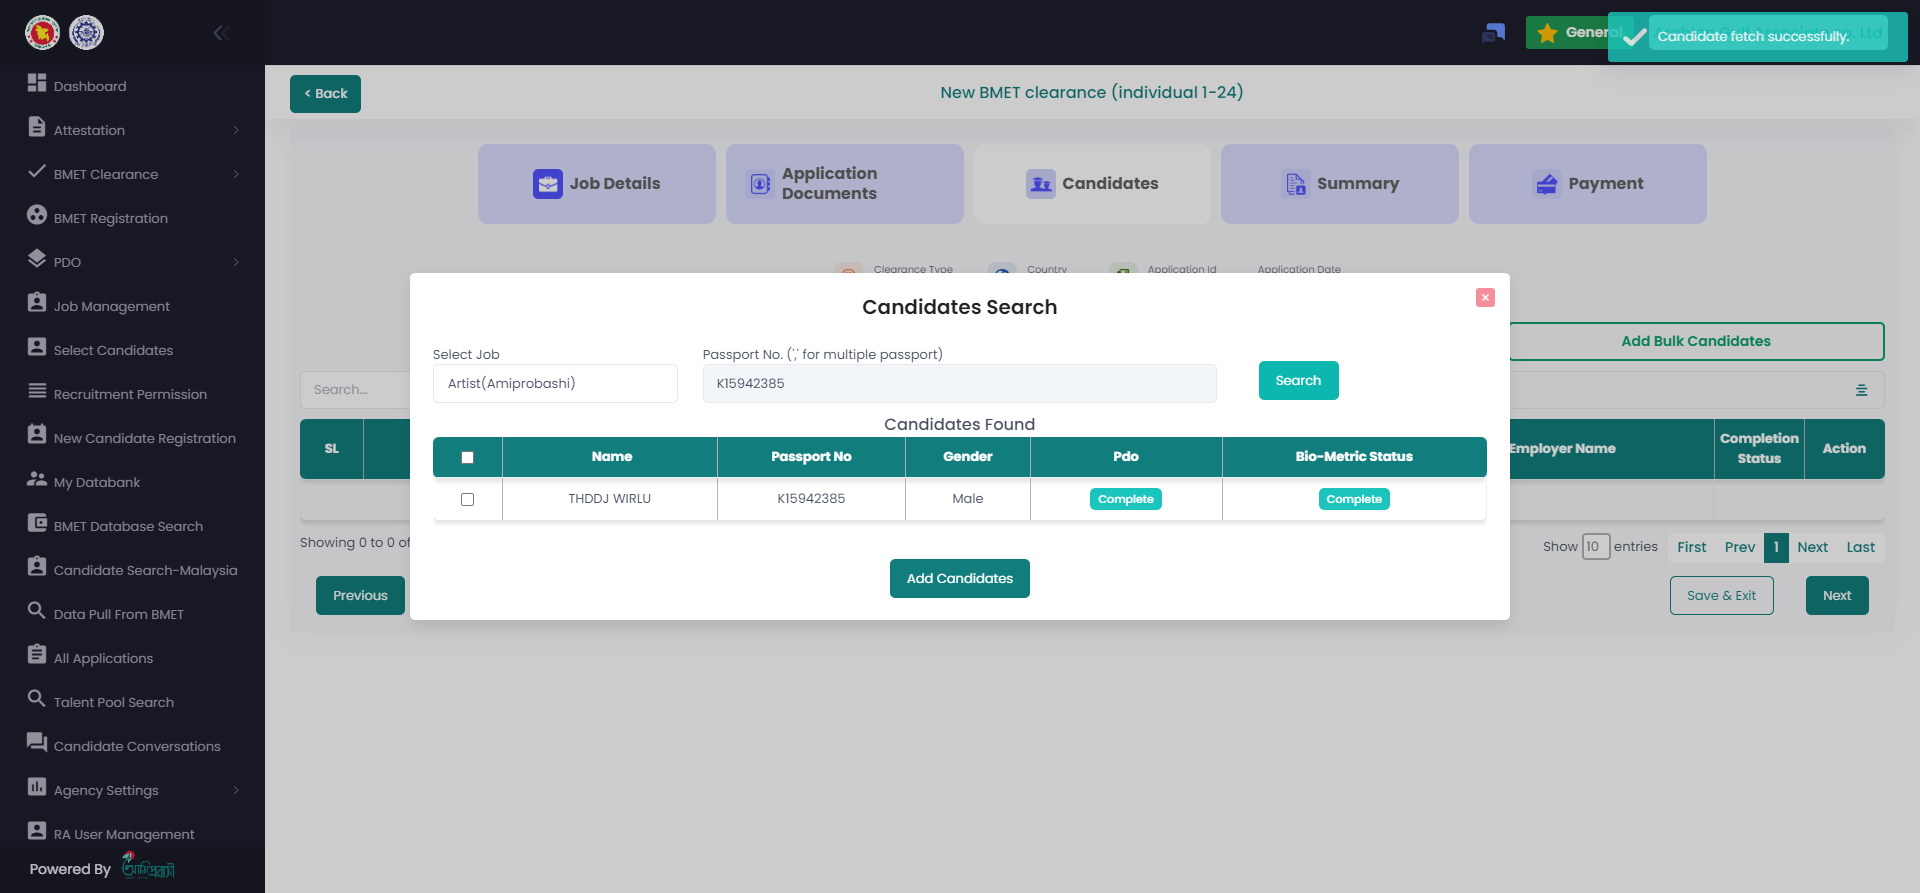 General
Candidate fetch successfully.
Ltd
Dashboard
Attestation
BMET Clearance
BMET Registration
PDO
Job Management
Select Candidates
Recruitment Permission
New Candidate Registration
My Databank
BMET Database Search
Candidate Search-Malaysia
Data Pull From BMET
All Applications
Talent Pool Search
Candidate Conversations
Agency Settings
RA User Management
Powered By আমি প্রবাসী
< Back
New BMET clearance (individual 1-24)
Job Details
Application
Documents
Candidates
Summary
Payment
Clearance Type
Country
Application Id
Application Date
Candidates Search
×
Select Job
Passport No. (',' for multiple passport)
Artist(Amiprobashi)
K15942385
Search
Candidates Found
Name
Passport No
Gender
Pdo
Bio-Metric Status
THDDJ WIRLU
K15942385
Male
Complete
Complete
Add Candidates
Add Bulk Candidates
Search...
SL
Employer Name
Completion
Status
Action
Showing 0 to 0 of
Show 10 entries
First Prev 1 Next Last
Previous
Save & Exit
Next